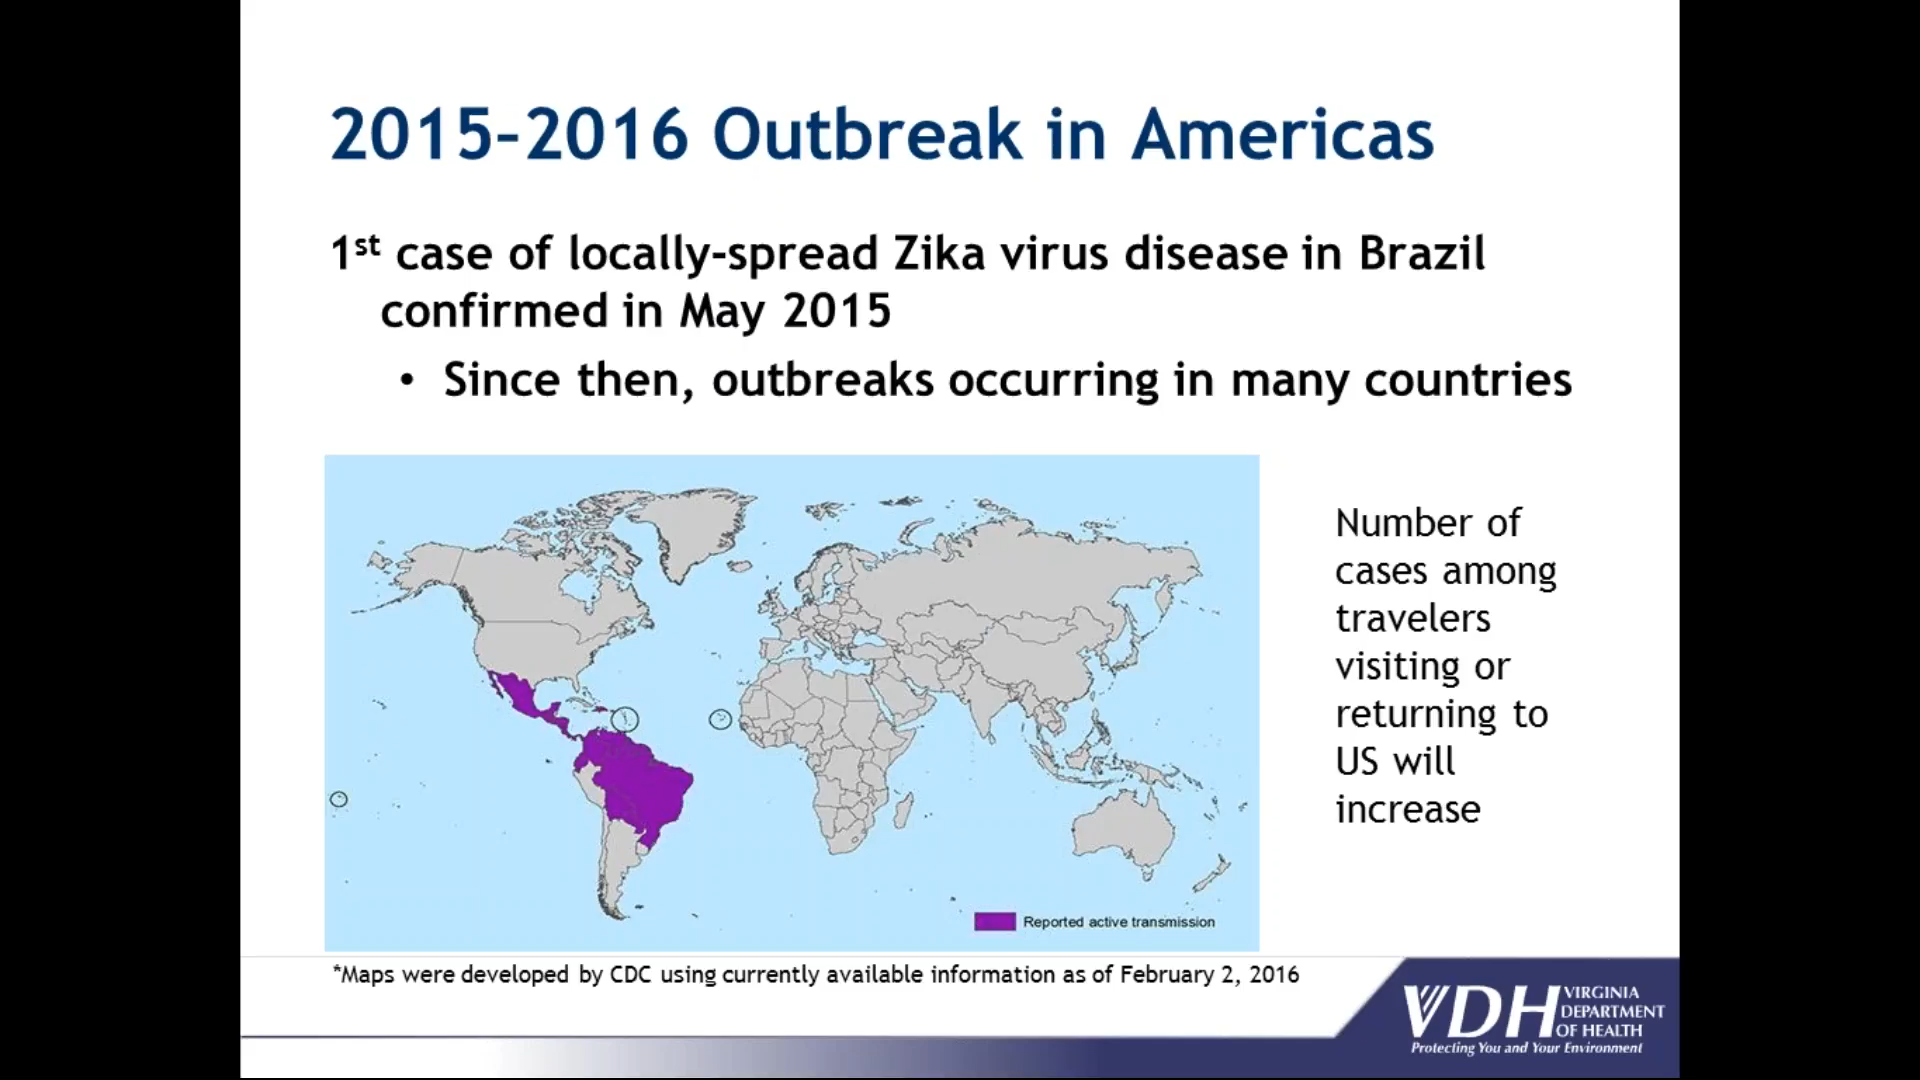 2015–2016 Outbreak in Americas
1st case of locally-spread Zika virus disease in Brazil
confirmed in May 2015
• Since then, outbreaks occurring in many countries
Number of
cases among
travelers
visiting or
returning to
US will
increase
Reported active transmission
*Maps were developed by CDC using currently available information as of February 2, 2016
VDH VIRGINIA
DEPARTMENT
OF HEALTH
Protecting You and Your Environment